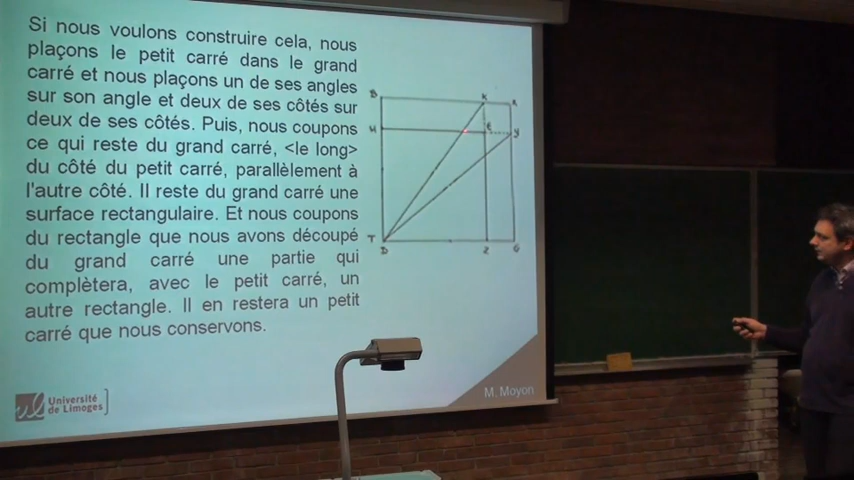 Si nous voulons construire cela, nous
plaçons le petit carré dans le grand
carré et nous plaçons un de ses angles
sur son angle et deux de ses côtés sur
deux de ses côtés. Puis, nous coupons
ce qui reste du grand carré, <le long>
du côté du petit carré, parallèlement à
l'autre côté. Il reste du grand carré une
surface rectangulaire. Et nous coupons
du rectangle que nous avons découpé
du grand carré une partie qui
complètera, avec le petit carré, un
autre rectangle. Il en restera un petit
carré que nous conservons.
B K A
H E Y
T D Z G
Université
de Limoges
M. Moyon